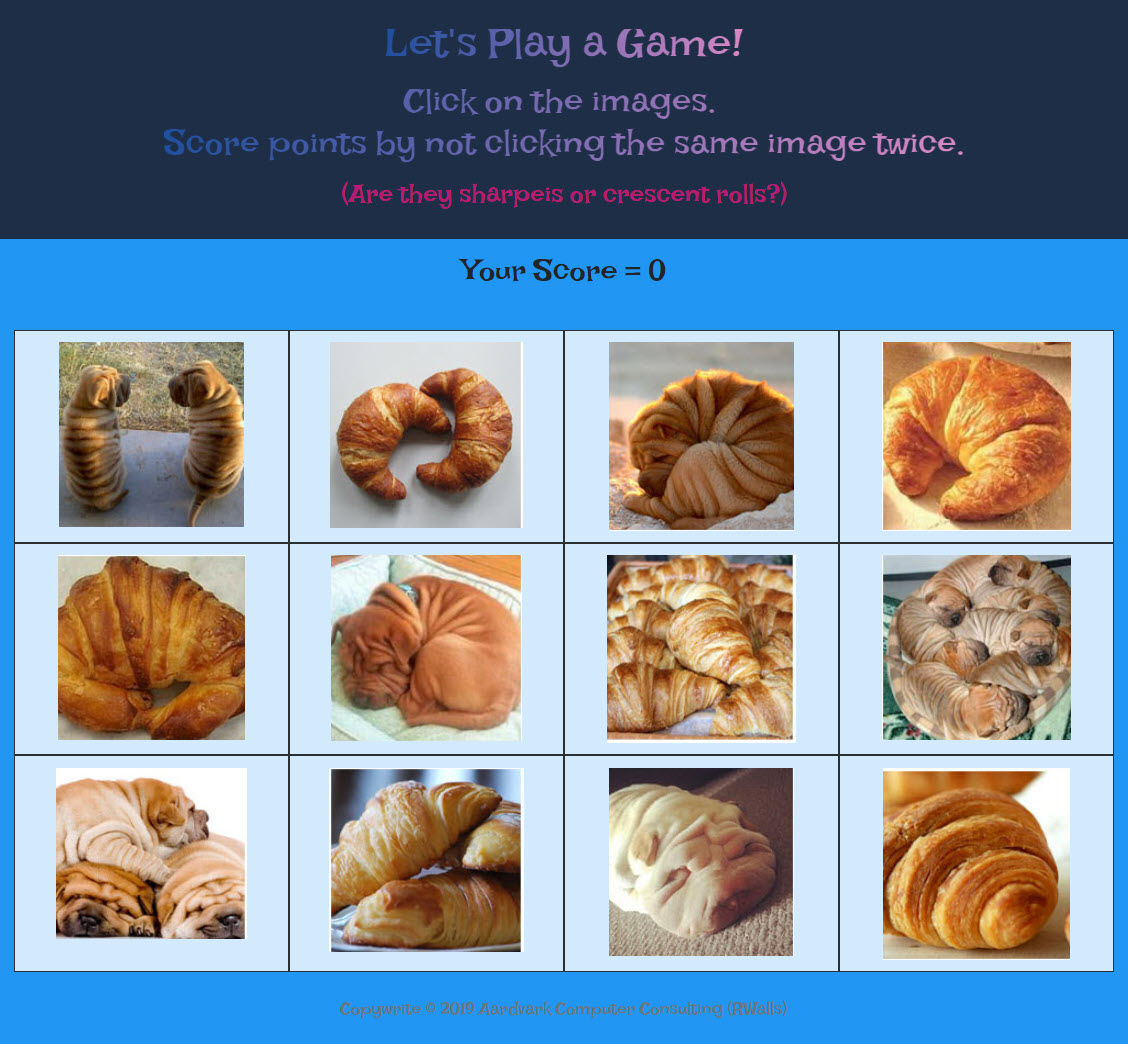 Let's Play a Game!
Click on the images.
Score points by not clicking the same image twice.
(Are they sharpeis or crescent rolls?)
Your Score = 0
Copywrite © 2019 Aardvark Computer Consulting (RWalls)